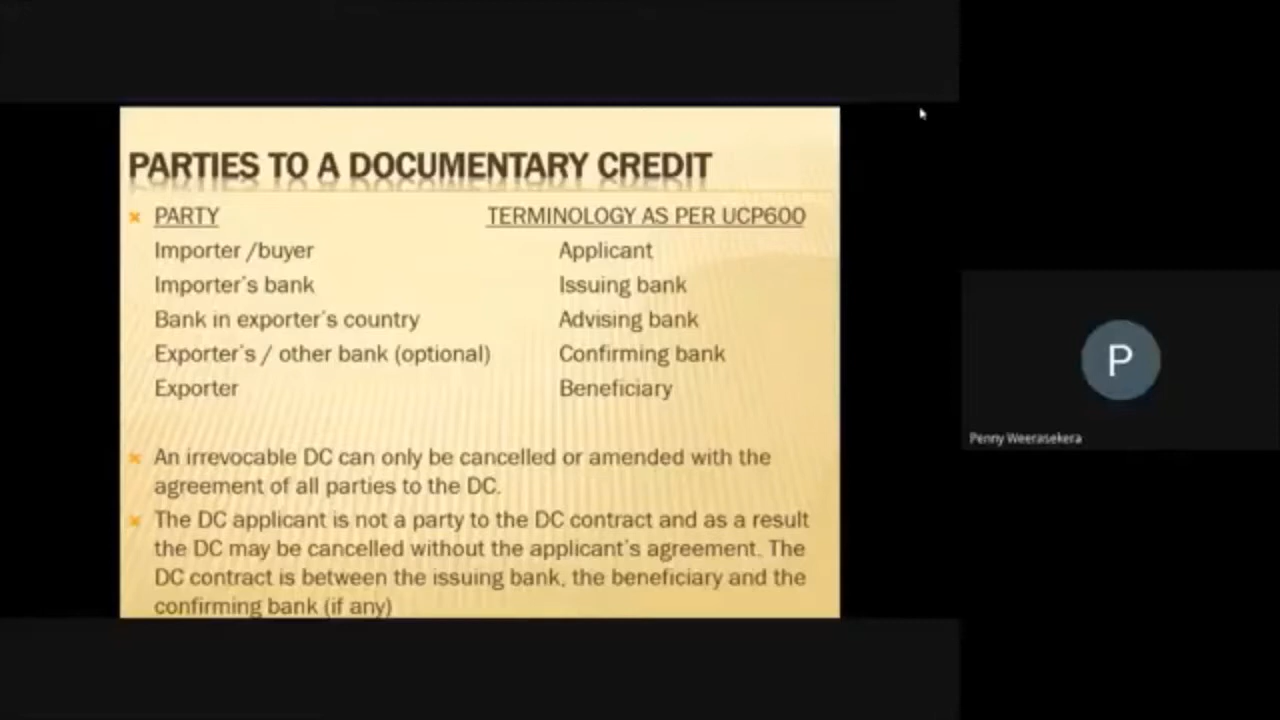 PARTIES TO A DOCUMENTARY CREDIT
PARTY TERMINOLOGY AS PER UCP600
Importer /buyer Applicant
Importer's bank Issuing bank
Bank in exporter's country Advising bank
Exporter's / other bank (optional) Confirming bank
Exporter Beneficiary
An irrevocable DC can only be cancelled or amended with the
agreement of all parties to the DC.
The DC applicant is not a party to the DC contract and as a result
the DC may be cancelled without the applicant's agreement. The
DC contract is between the issuing bank, the beneficiary and the
confirming bank (if any)
P
Penny Weerasekera